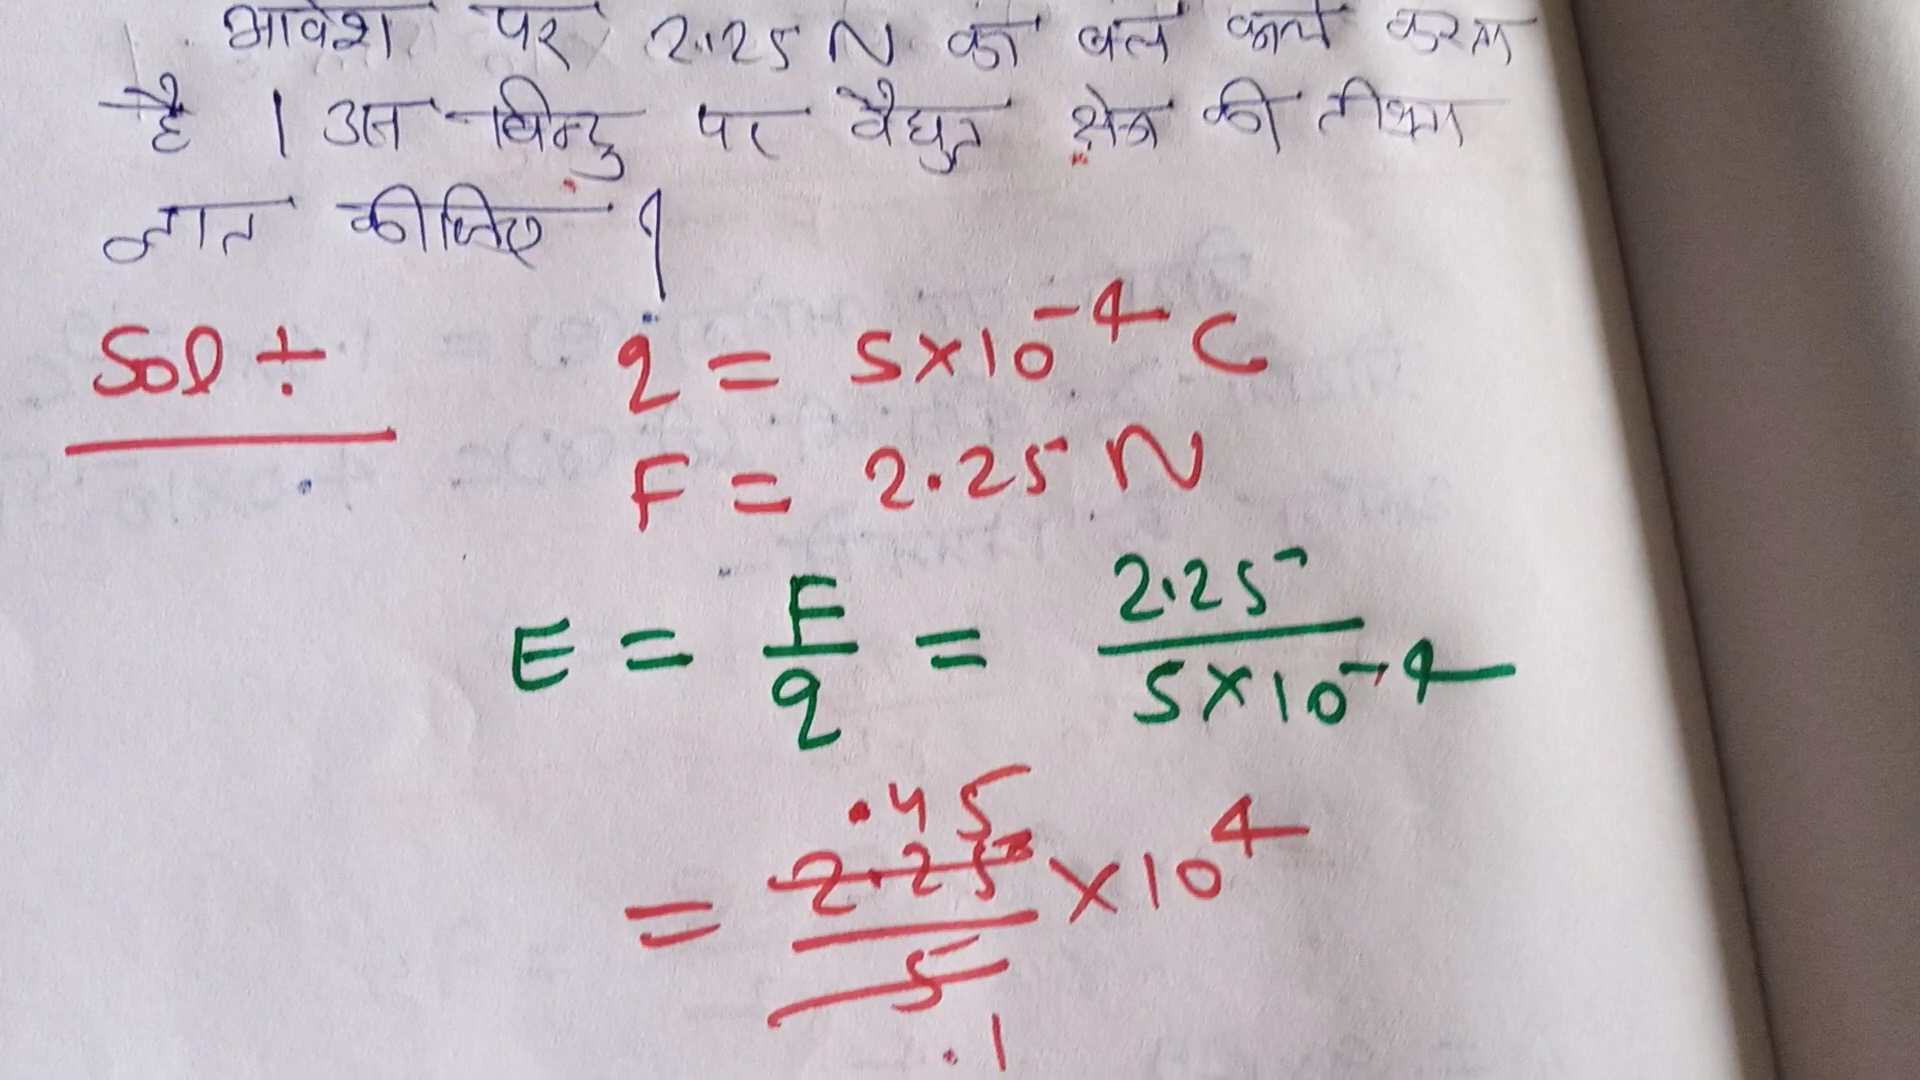 आवेश पर 2.25 N का बल कार्य करता
है । उस बिन्दु पर वैद्युत क्षेत्र की तीव्रता
ज्ञात कीजिए ।
Sol ÷ q = 5×10⁻⁴ C
F = 2.25 N
E = F/q = 2.25/5×10⁻⁴
.45
= 2.25/5 ×10⁴
.1